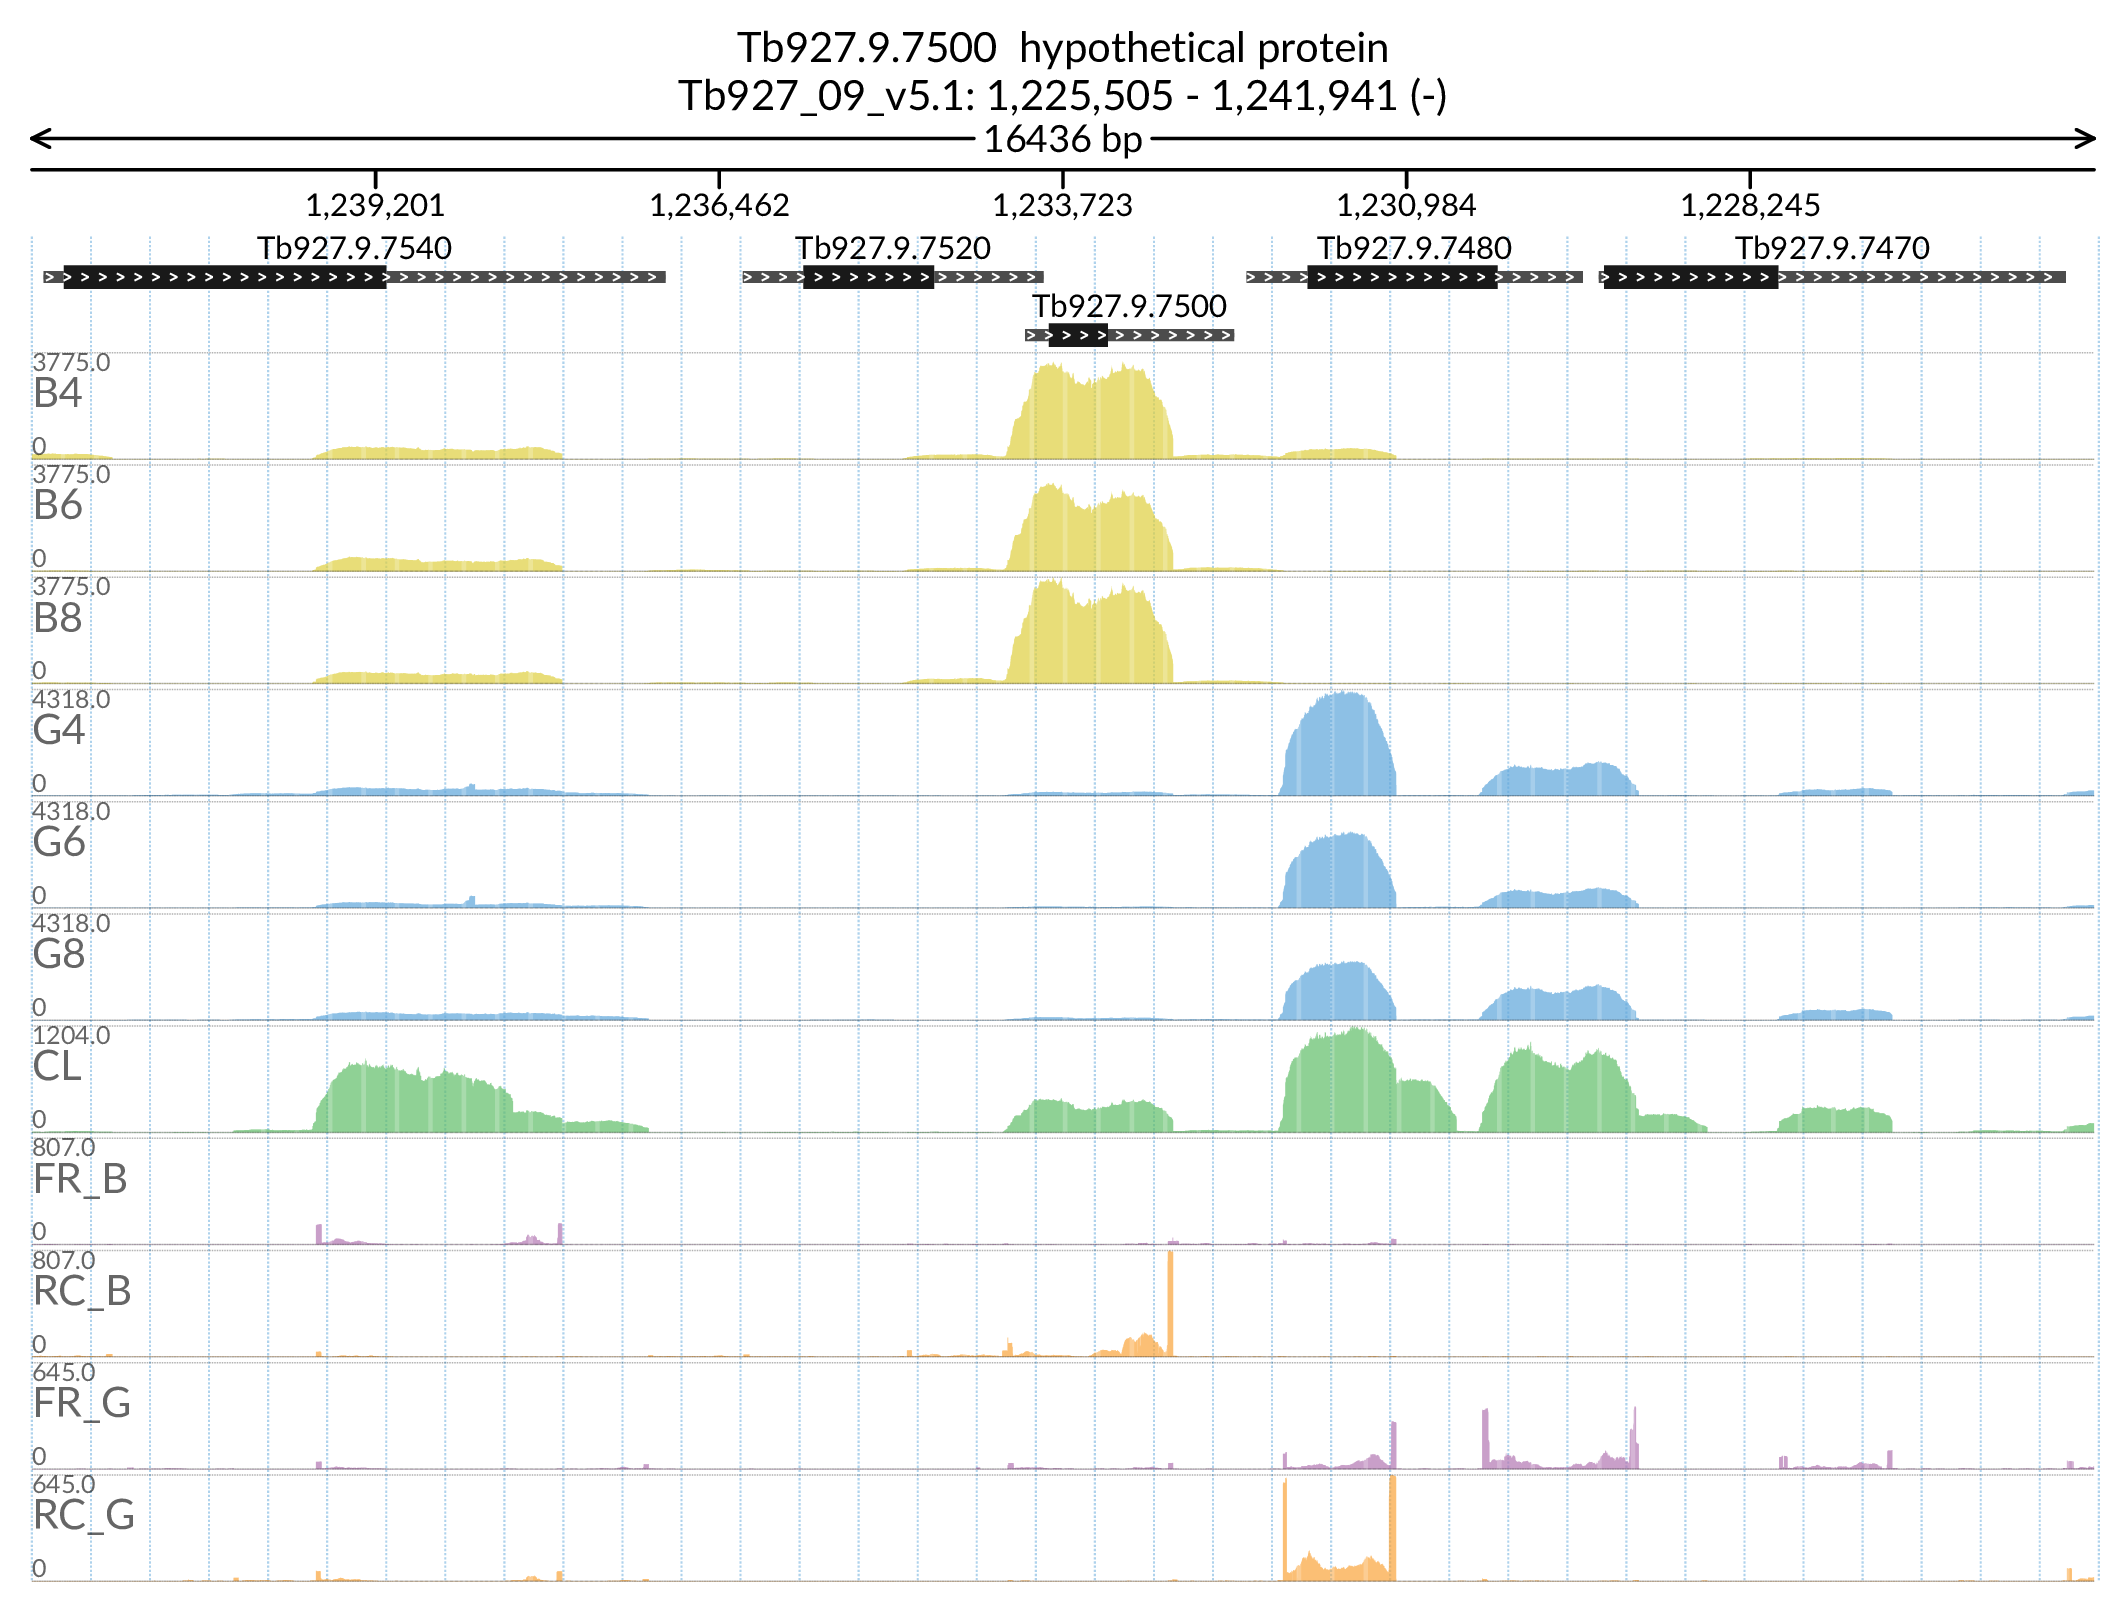 Tb927.9.7500  hypothetical protein
Tb927_09_v5.1: 1,225,505 - 1,241,941 (-)
16436 bp
1,239,201 1,236,462 1,233,723 1,230,984 1,228,245
Tb927.9.7540 Tb927.9.7520 Tb927.9.7480 Tb927.9.7470
Tb927.9.7500
3775.0
B4
0
3775.0
B6
0
3775.0
B8
0
4318.0
G4
0
4318.0
G6
0
4318.0
G8
0
1204.0
CL
0
807.0
FR_B
0
807.0
RC_B
0
645.0
FR_G
0
645.0
RC_G
0